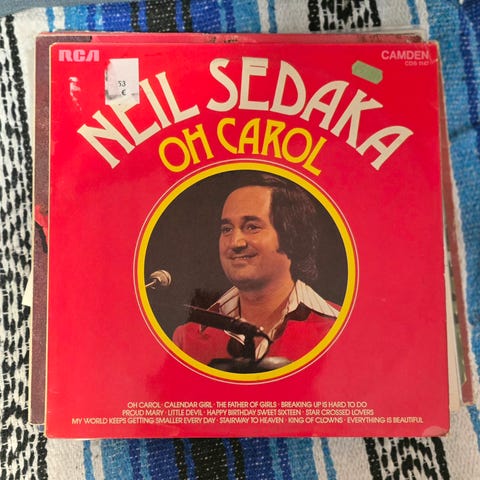 RCA
CAMDEN
53
€
NEIL SEDAKA
OH CAROL
OH CAROL · CALENDAR GIRL · THE FATHER OF GIRLS · BREAKING UP IS HARD TO DO
PROUD MARY · LITTLE DEVIL · HAPPY BIRTHDAY SWEET SIXTEEN · STAR CROSSED LOVERS
MY WORLD KEEPS GETTING SMALLER EVERY DAY · STAIRWAY TO HEAVEN · KING OF CLOWNS · EVERYTHING IS BEAUTIFUL